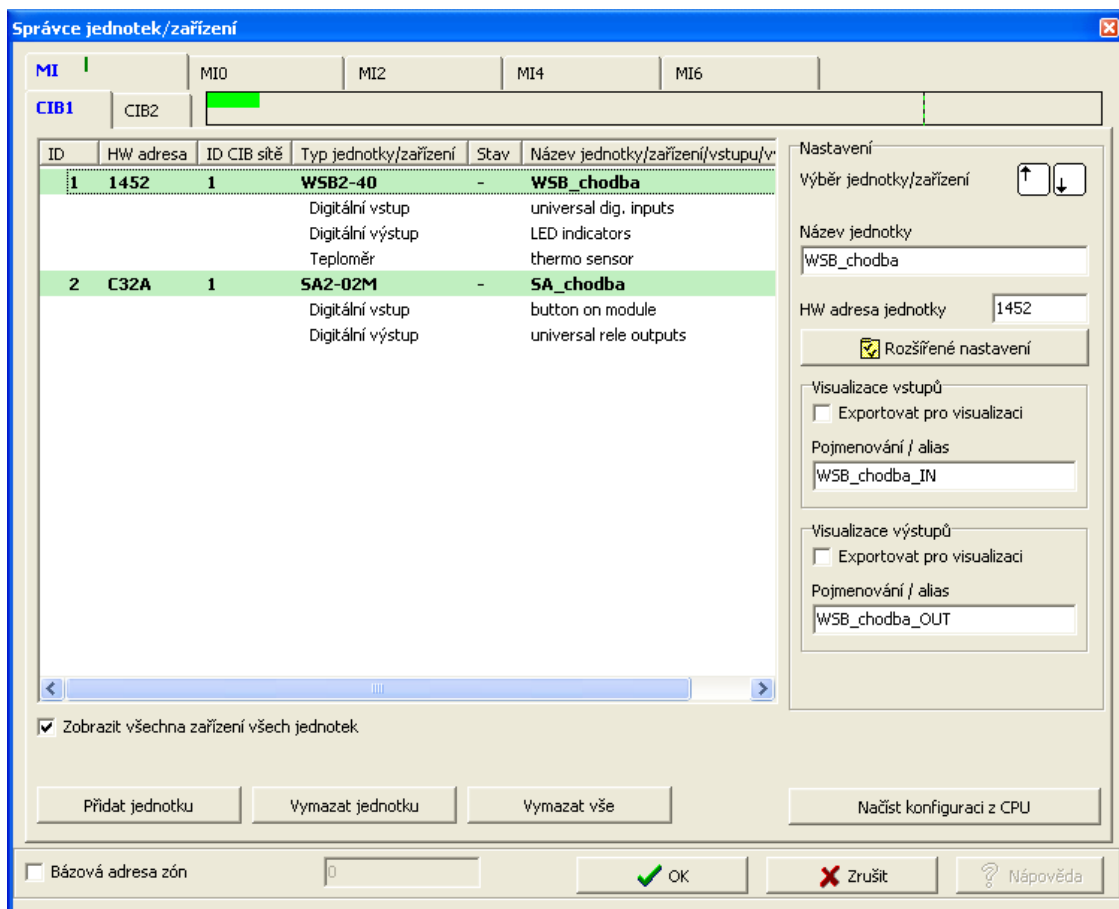 Správce jednotek/zařízení
MI MI0 MI2 MI4 MI6
CIB1 CIB2
ID HW adresa ID CIB sítě Typ jednotky/zařízení Stav Název jednotky/zařízení/vstupu/v
1 1452 1 WSB2-40 - WSB_chodba
Digitální vstup universal dig. inputs
Digitální výstup LED indicators
Teploměr thermo sensor
2 C32A 1 SA2-02M - SA_chodba
Digitální vstup button on module
Digitální výstup universal rele outputs
Zobrazit všechna zařízení všech jednotek
Přidat jednotku Vymazat jednotku Vymazat vše
Nastavení
Výběr jednotky/zařízení
Název jednotky
WSB_chodba
HW adresa jednotky 1452
Rozšířené nastavení
Visualizace vstupů
Exportovat pro visualizaci
Pojmenování / alias
WSB_chodba_IN
Visualizace výstupů
Exportovat pro visualizaci
Pojmenování / alias
WSB_chodba_OUT
Načíst konfiguraci z CPU
Bázová adresa zón 0 OK Zrušit Nápověda